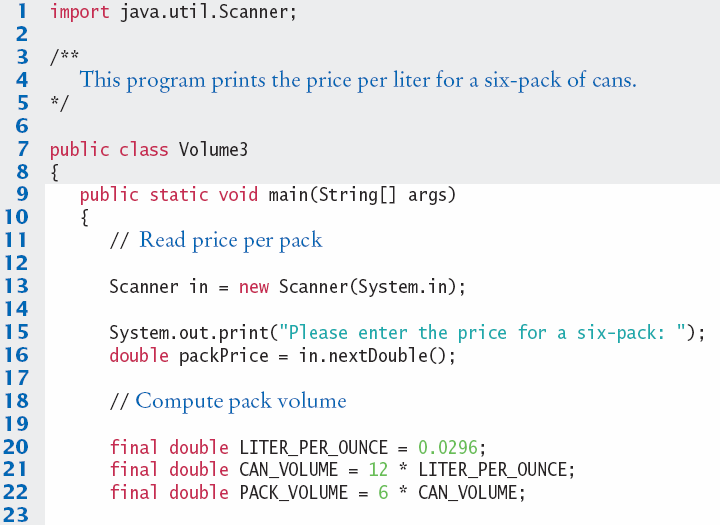 1 import java.util.Scanner;
2
3 /**
4 This program prints the price per liter for a six-pack of cans.
5 */
6
7 public class Volume3
8 {
9 public static void main(String[] args)
10 {
11 // Read price per pack
12
13 Scanner in = new Scanner(System.in);
14
15 System.out.print("Please enter the price for a six-pack: ");
16 double packPrice = in.nextDouble();
17
18 // Compute pack volume
19
20 final double LITER_PER_OUNCE = 0.0296;
21 final double CAN_VOLUME = 12 * LITER_PER_OUNCE;
22 final double PACK_VOLUME = 6 * CAN_VOLUME;
23